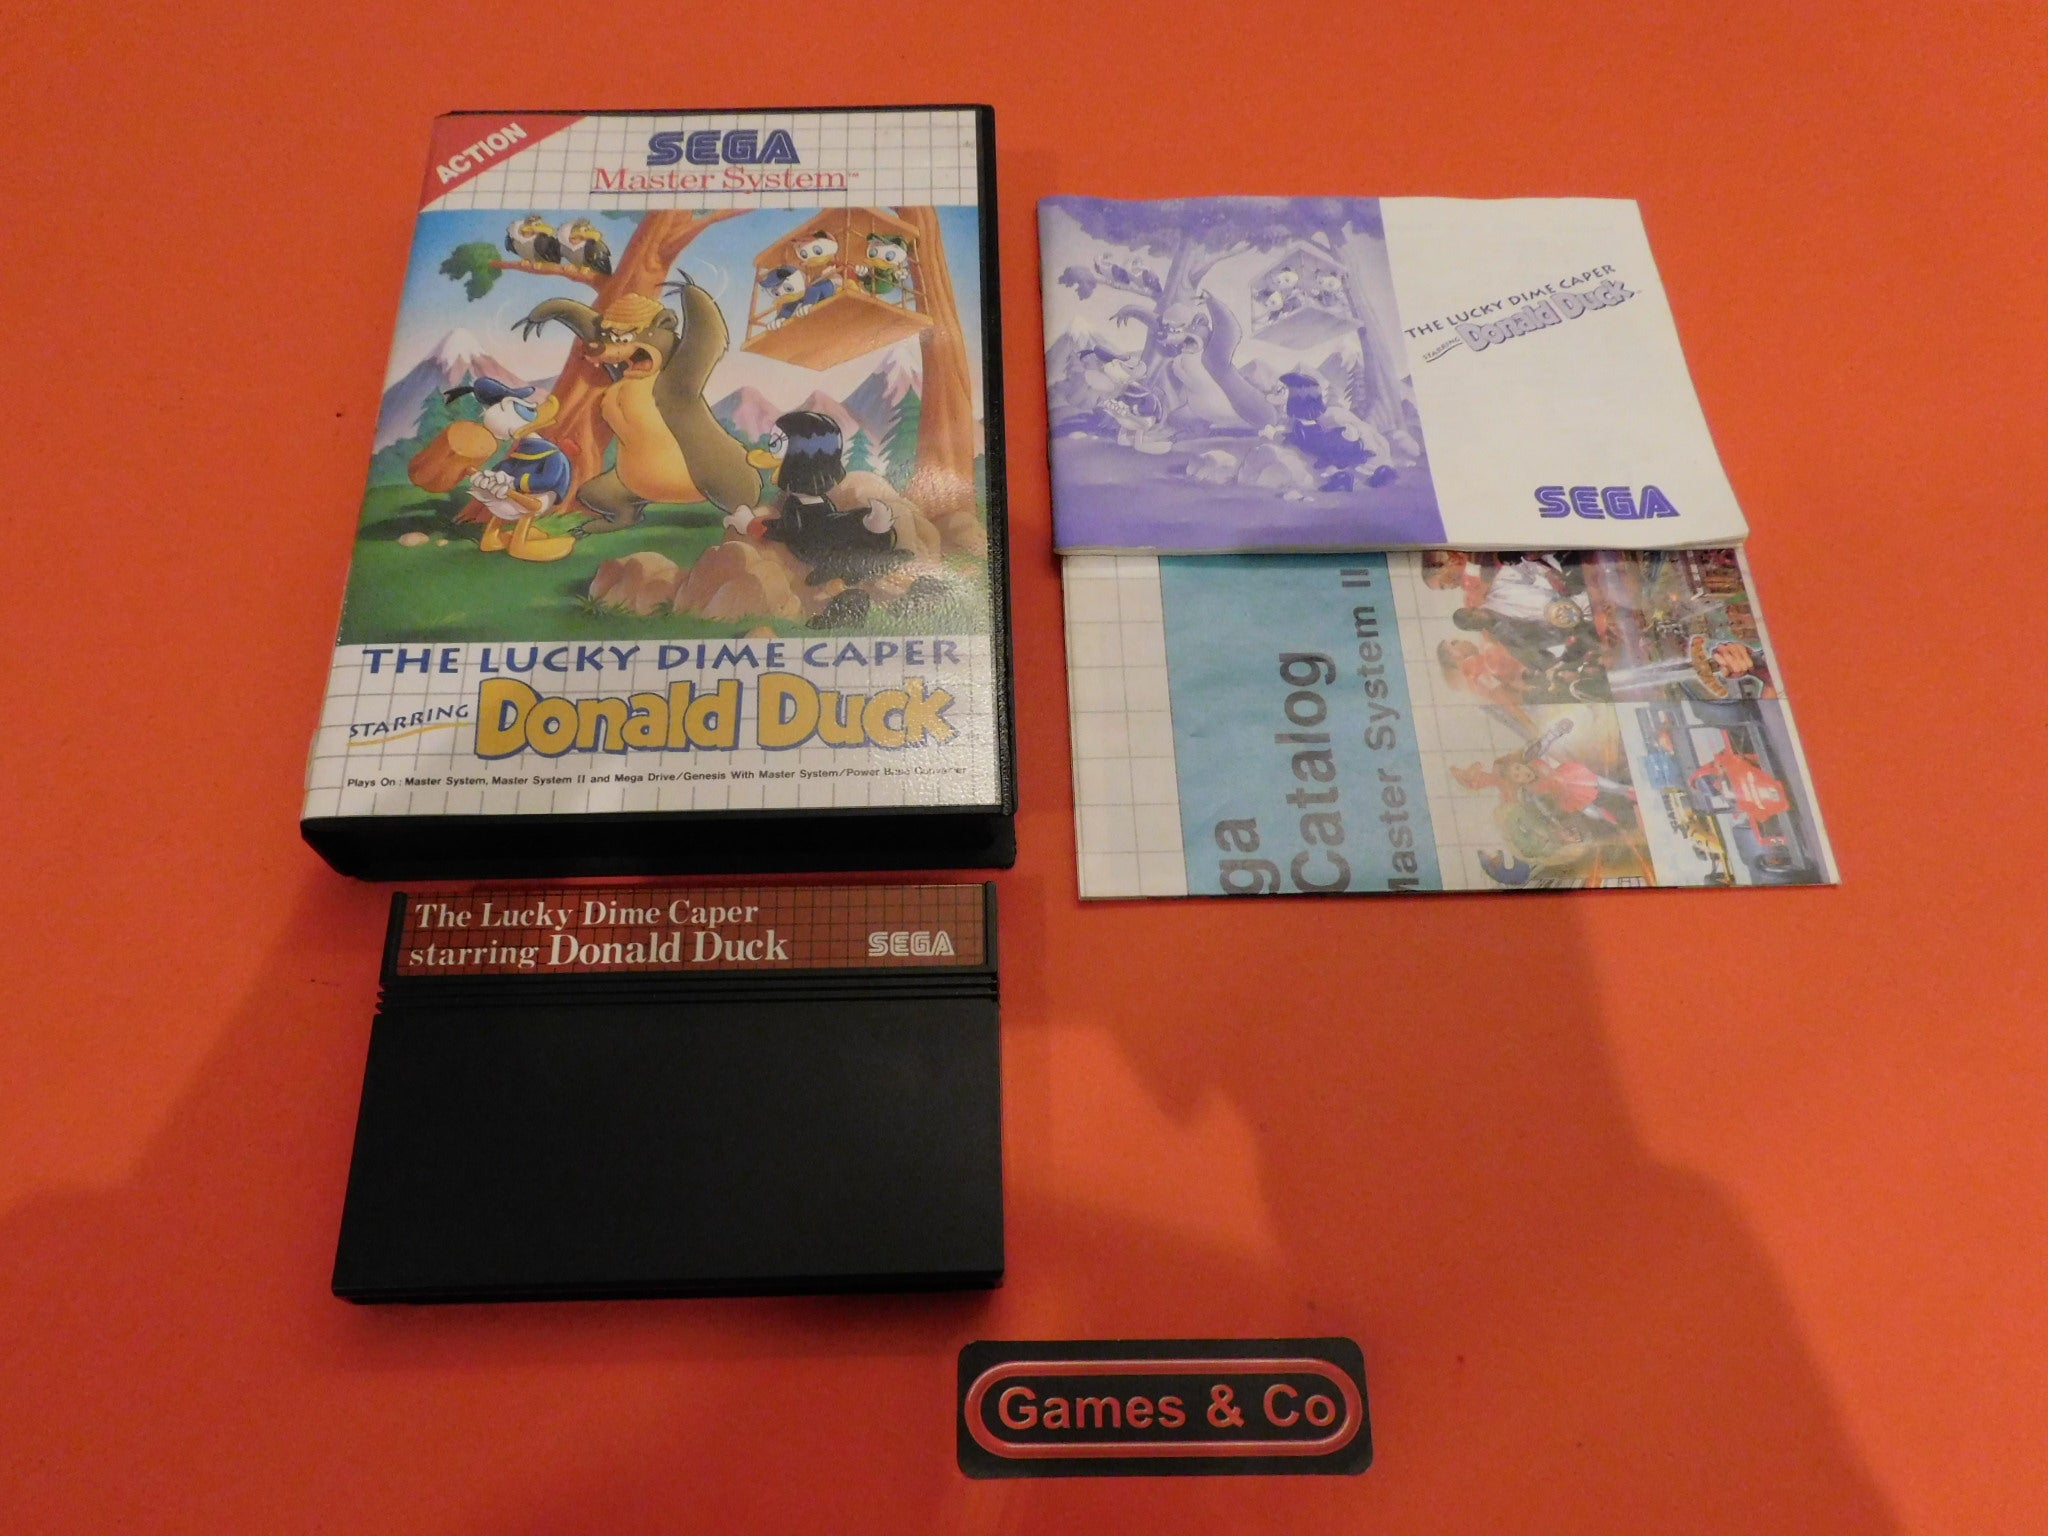 ACTION
SEGA
Master System™
THE LUCKY DIME CAPER
STARRING Donald Duck
Plays On : Master System, Master System II and Mega Drive/Genesis With Master System/Power Base Converter
THE LUCKY DIME CAPER
STARRING Donald Duck™
SEGA
ga
Catalog
Master System II
The Lucky Dime Caper
starring Donald Duck
SEGA
Games & Co